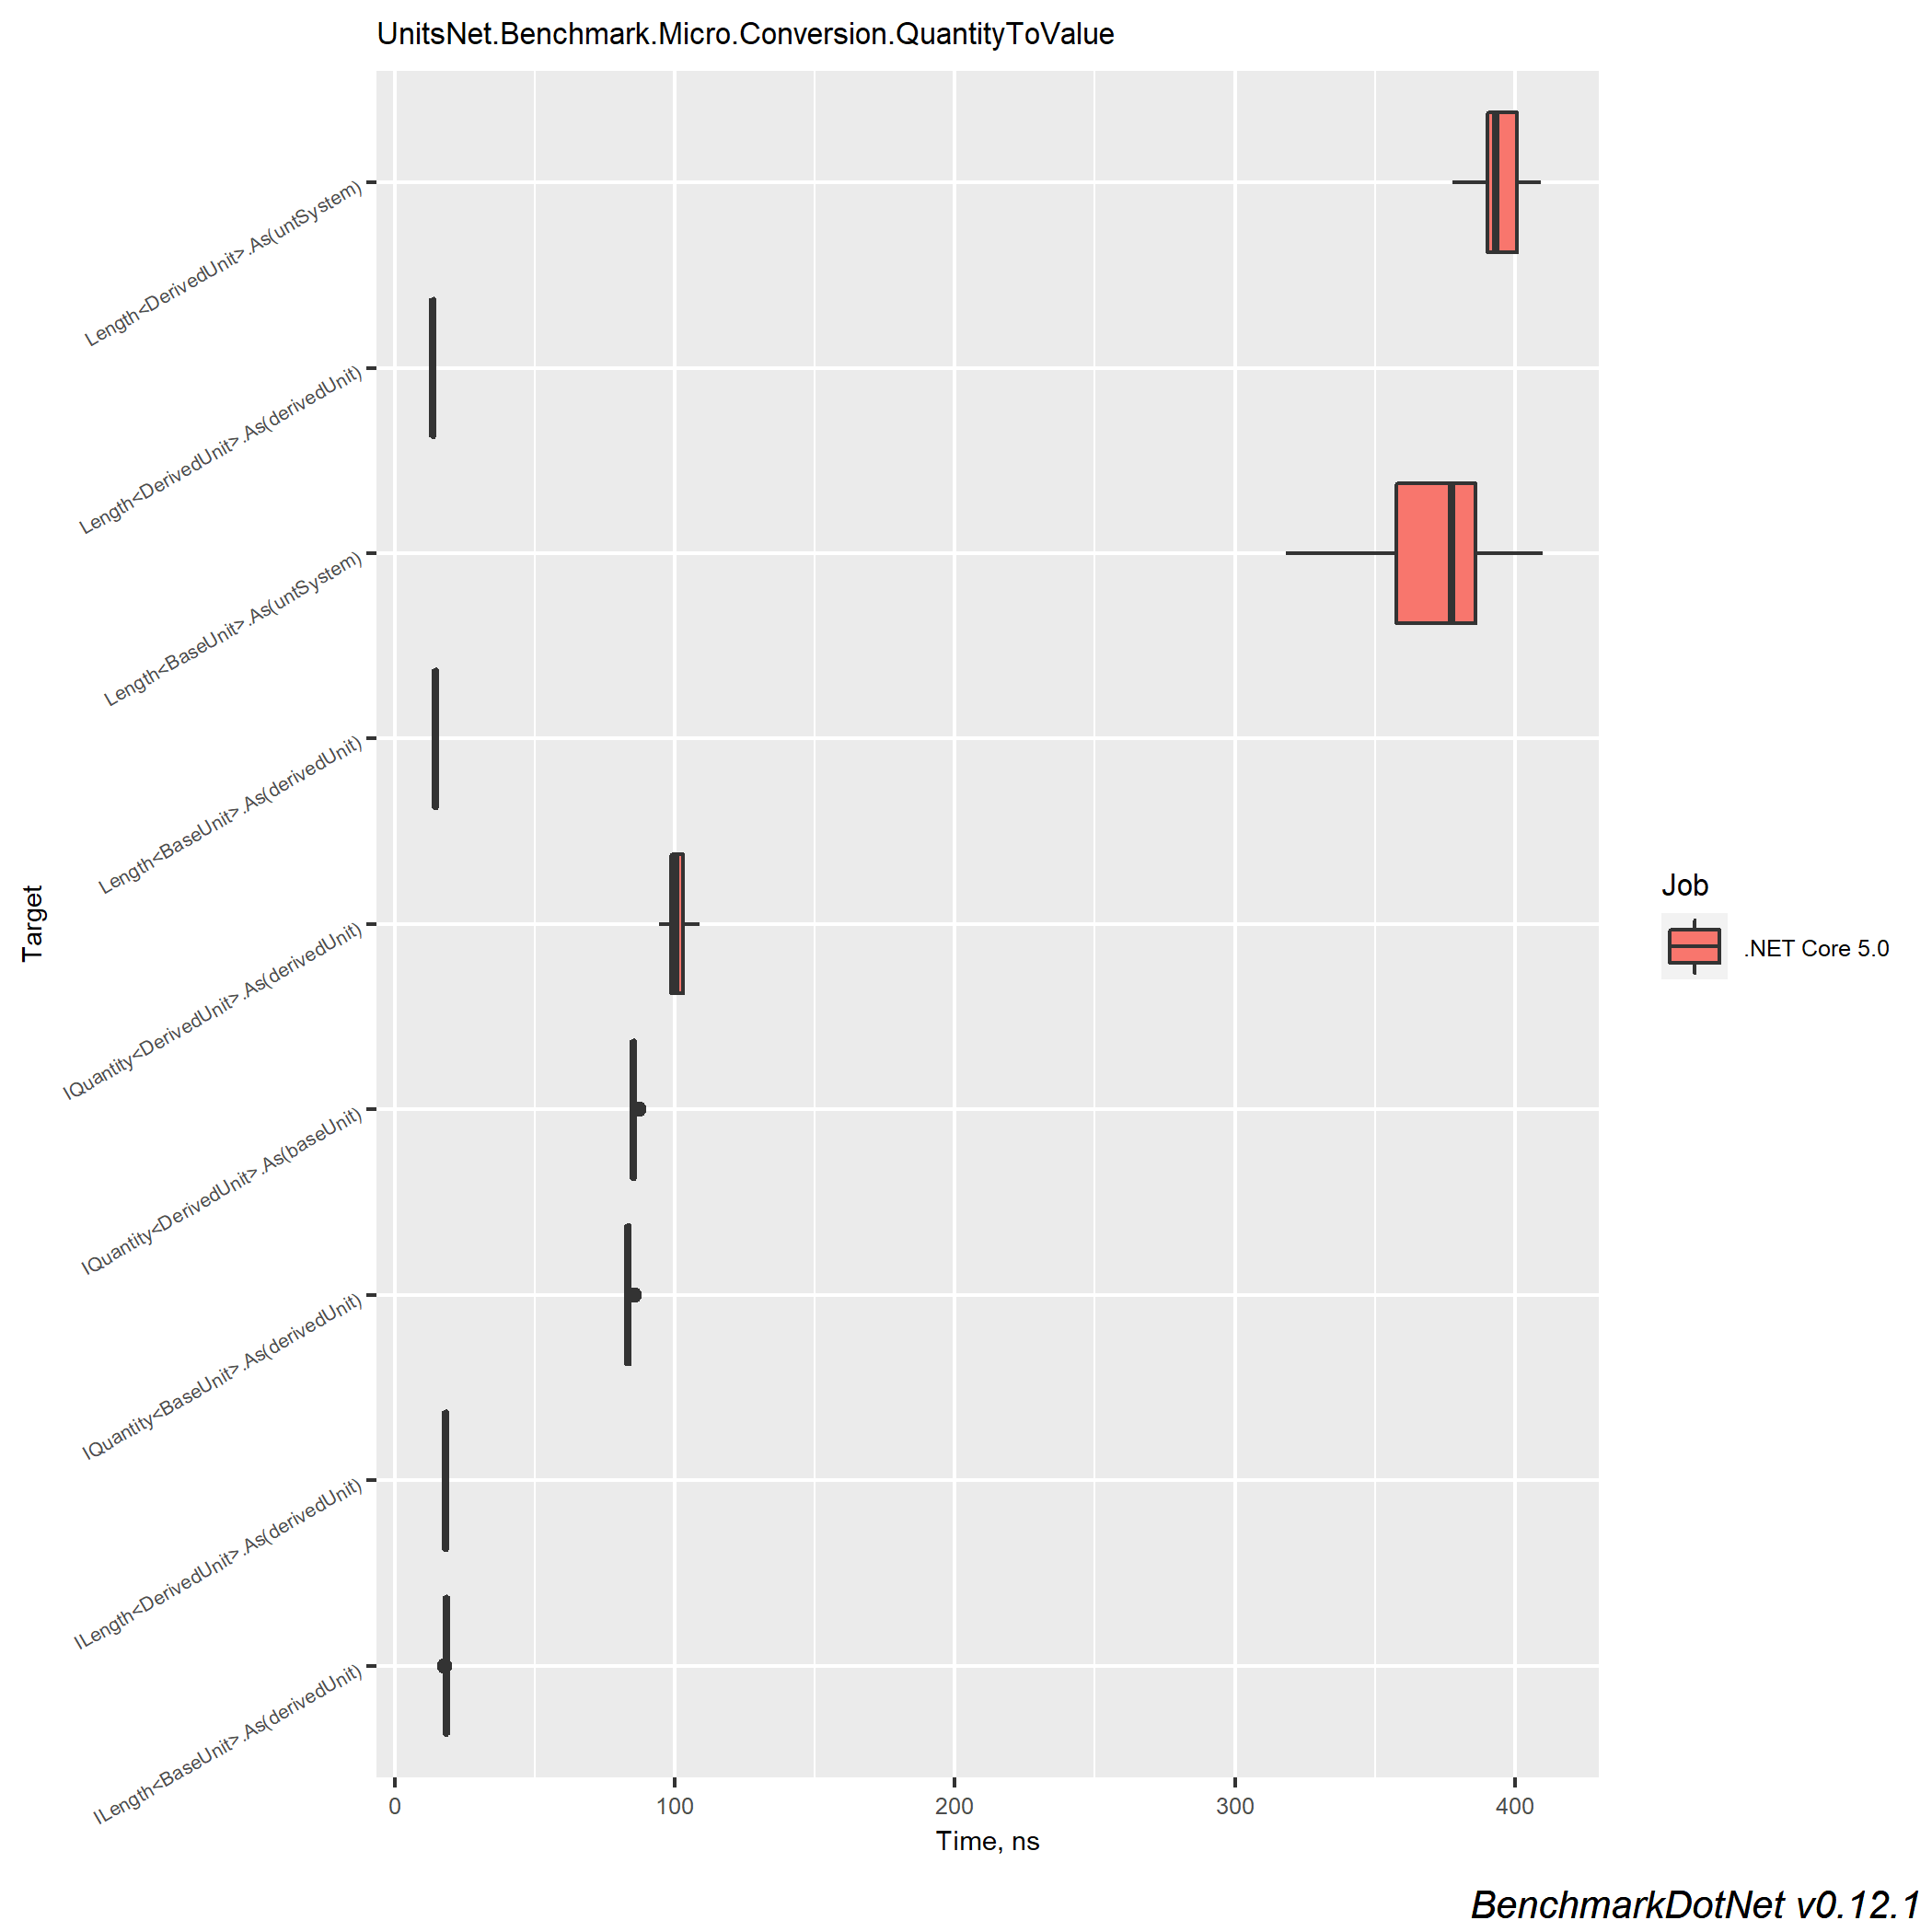 UnitsNet.Benchmark.Micro.Conversion.QuantityToValue
Length<DerivedUnit>.As(untSystem)
Length<DerivedUnit>.As(derivedUnit)
Length<BaseUnit>.As(untSystem)
Length<BaseUnit>.As(derivedUnit)
IQuantity<DerivedUnit>.As(derivedUnit)
IQuantity<DerivedUnit>.As(baseUnit)
IQuantity<BaseUnit>.As(derivedUnit)
ILength<DerivedUnit>.As(derivedUnit)
ILength<BaseUnit>.As(derivedUnit)
Target
0 100 200 300 400
Time, ns
Job
.NET Core 5.0
BenchmarkDotNet v0.12.1